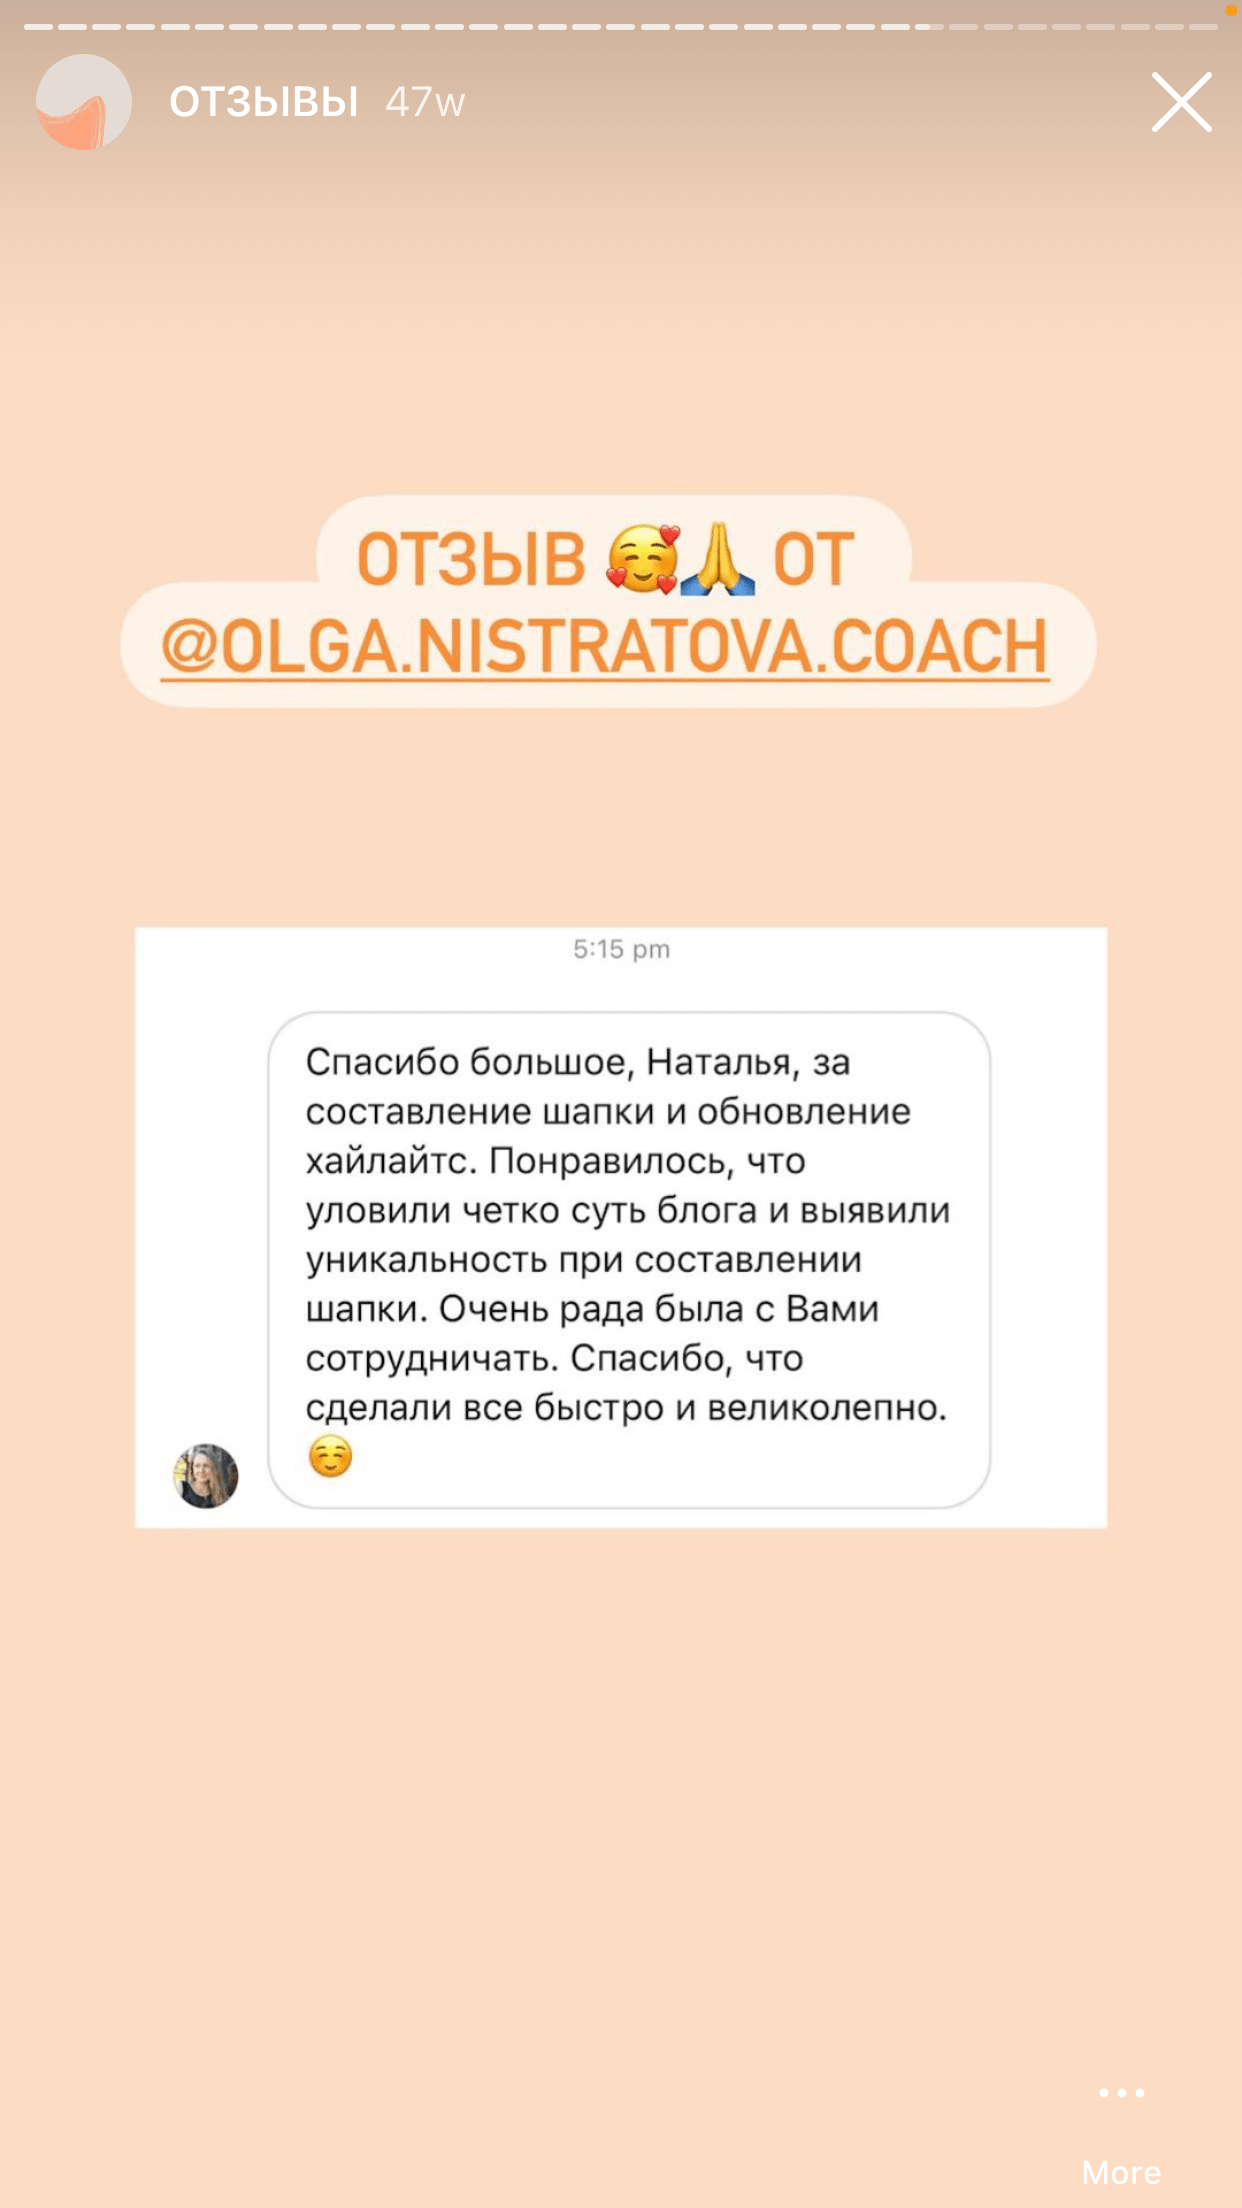 ОТЗЫВЫ 47w
ОТЗЫВ 🥰🙏 ОТ
@OLGA.NISTRATOVA.COACH
5:15 pm
Спасибо большое, Наталья, за
составление шапки и обновление
хайлайтс. Понравилось, что
уловили четко суть блога и выявили
уникальность при составлении
шапки. Очень рада была с Вами
сотрудничать. Спасибо, что
сделали все быстро и великолепно.
☺️
More